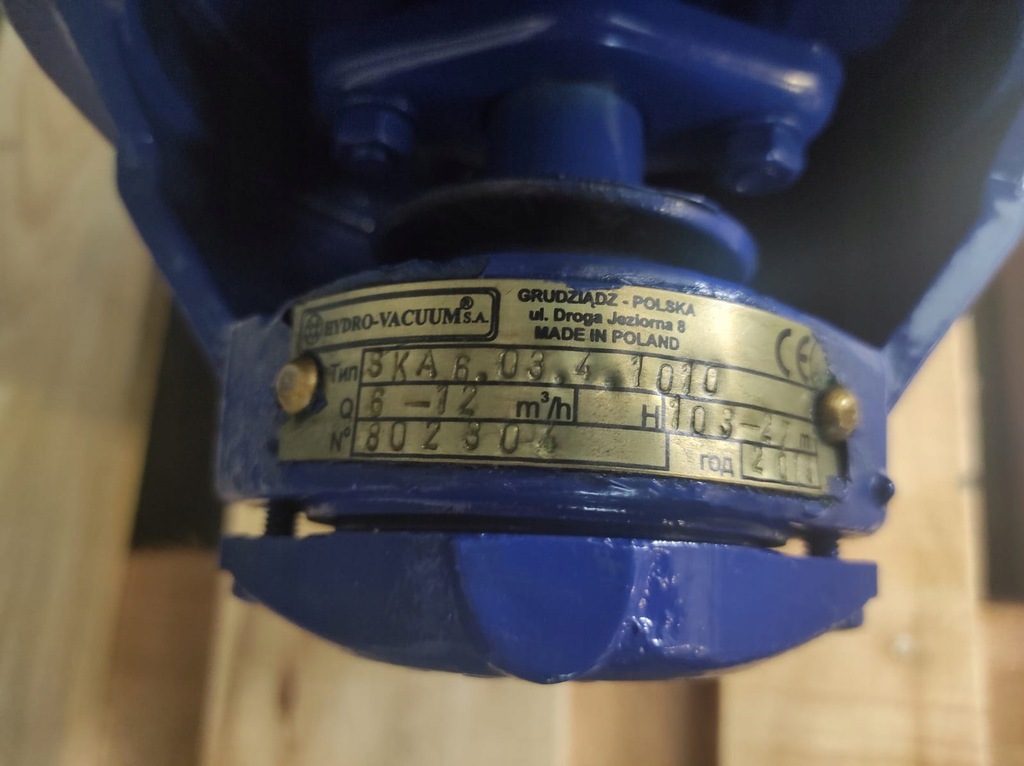 HYDRO-VACUUM® S.A.
GRUDZIĄDZ - POLSKA
ul. Droga Jeziorna 8
MADE IN POLAND
CE
Тип SKA 6.03.4.1010
Q 6-12 m³/h H 103-27 m
N° 802304
год